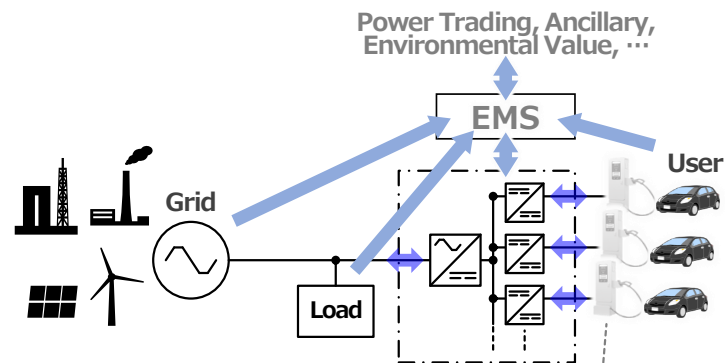 Power Trading, Ancillary,
Environmental Value, …
EMS
User
Grid
Load